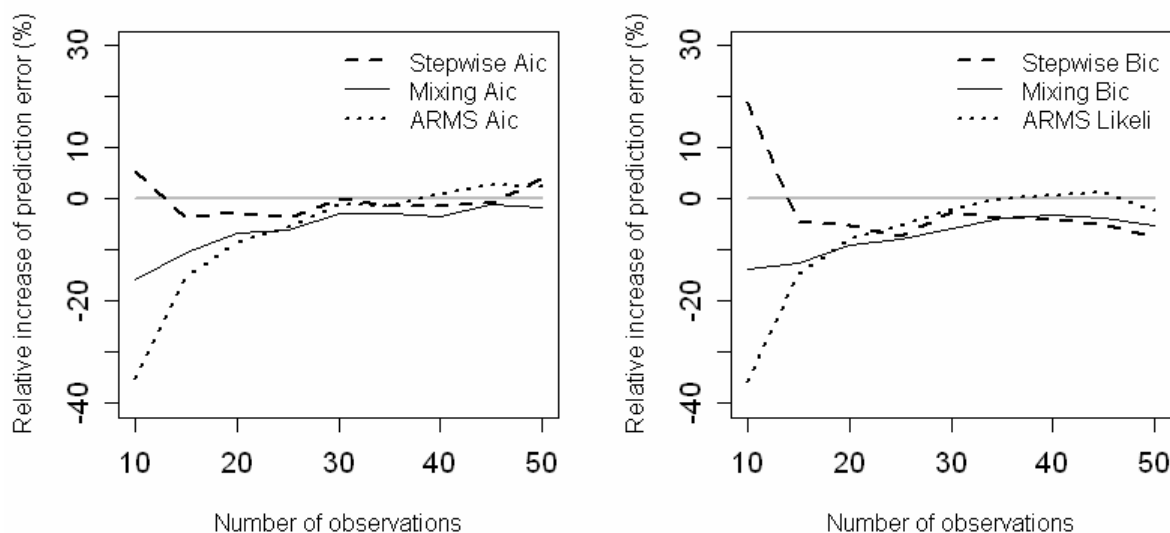 Relative increase of prediction error (%)
30
10
0
-20
-40
Stepwise Aic
Mixing Aic
ARMS Aic
10 20 30 40 50
Number of observations
Relative increase of prediction error (%)
30
10
0
-20
-40
Stepwise Bic
Mixing Bic
ARMS Likeli
10 20 30 40 50
Number of observations